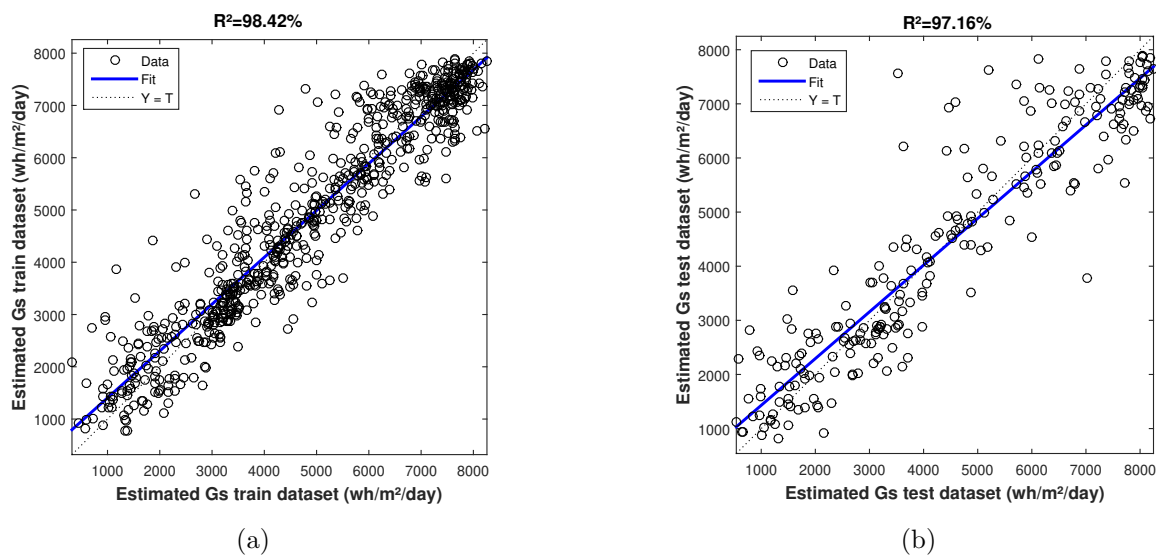 R²=98.42%
8000
7000
6000
5000
4000
3000
2000
1000
Data
Fit
Y = T
Estimated Gs train dataset (wh/m²/day)
1000 2000 3000 4000 5000 6000 7000 8000
Estimated Gs train dataset (wh/m²/day)
(a)
R²=97.16%
8000
7000
6000
5000
4000
3000
2000
1000
Data
Fit
Y = T
Estimated Gs test dataset (wh/m²/day)
1000 2000 3000 4000 5000 6000 7000 8000
Estimated Gs test dataset (wh/m²/day)
(b)